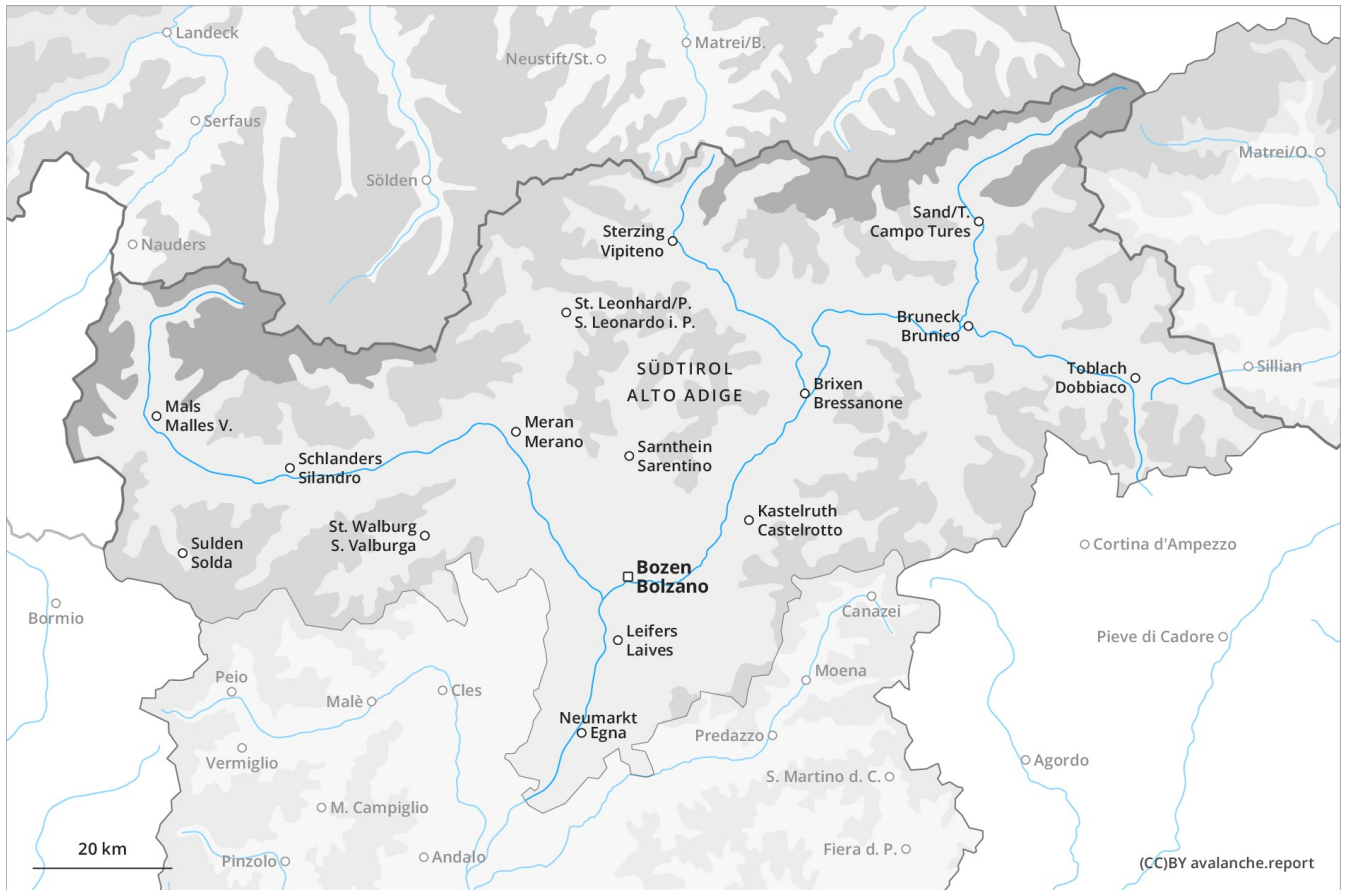 Landeck
Matrei/B.
Neustift/St.
Serfaus
Matrei/O.
Sölden
Sand/T.
Campo Tures
Sterzing
Vipiteno
Nauders
St. Leonhard/P.
S. Leonardo i. P.
Bruneck
Brunico
SÜDTIROL
ALTO ADIGE
Toblach
Dobbiaco
Sillian
Brixen
Bressanone
Mals
Malles V.
Meran
Merano
Sarnthein
Sarentino
Schlanders
Silandro
Kastelruth
Castelrotto
St. Walburg
S. Valburga
Sulden
Solda
Cortina d'Ampezzo
Bozen
Bolzano
Bormio
Canazei
Leifers
Laives
Pieve di Cadore
Peio
Moena
Malè
Cles
Neumarkt
Egna
Predazzo
Vermiglio
Agordo
S. Martino d. C.
M. Campiglio
20 km
Pinzolo
Andalo
Fiera d. P.
(CC)BY avalanche.report